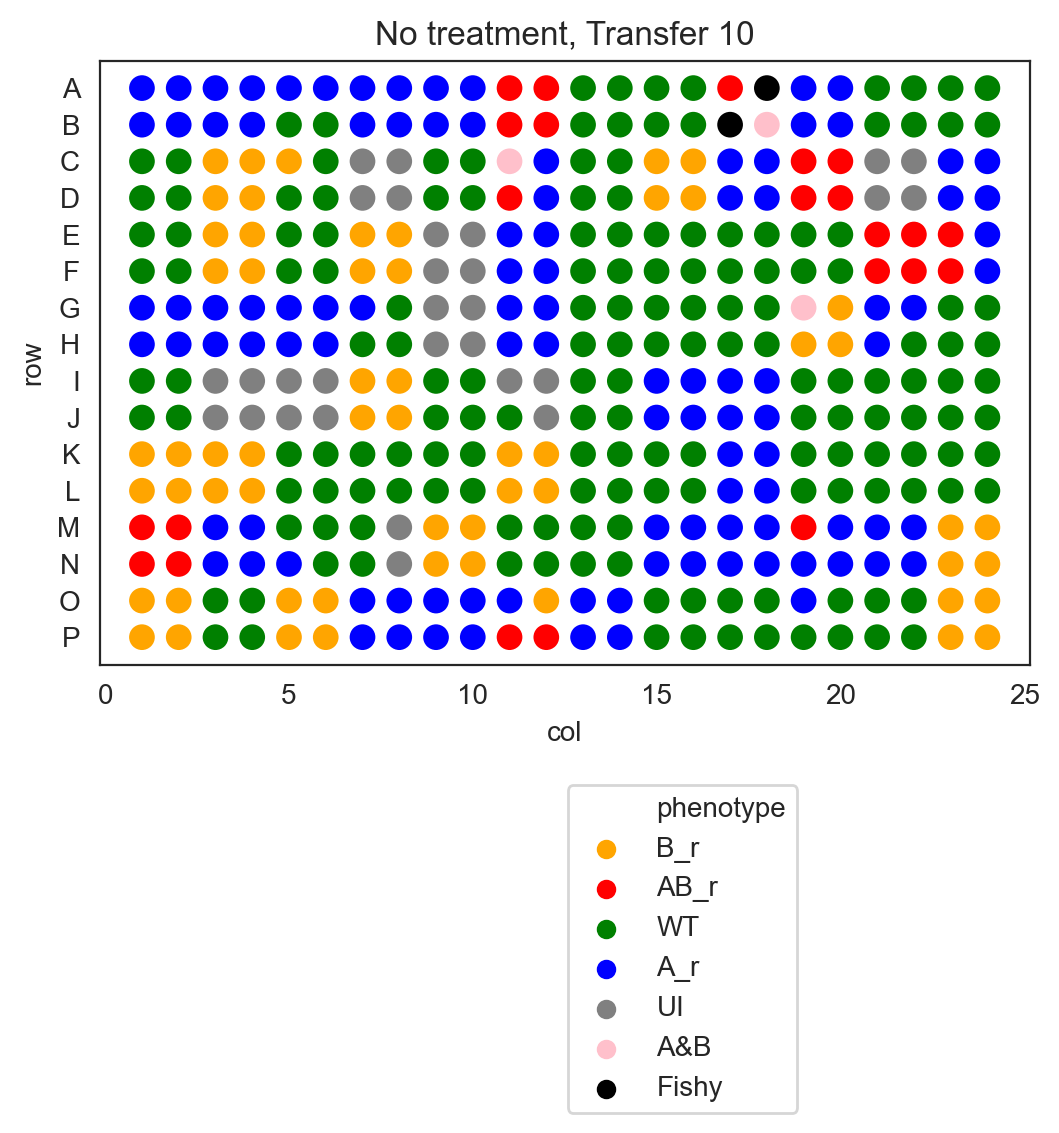 No treatment, Transfer 10
row
A
B
C
D
E
F
G
H
I
J
K
L
M
N
O
P
0 5 10 15 20 25
col
phenotype
B_r
AB_r
WT
A_r
UI
A&B
Fishy